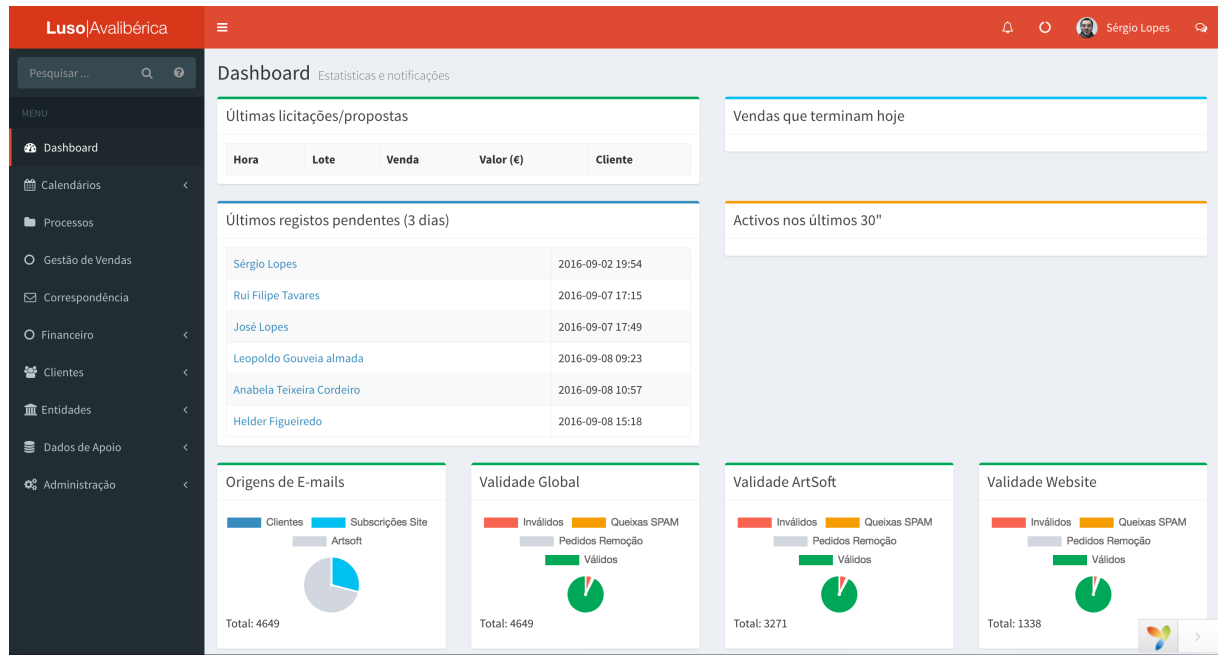 Luso|Avalibérica
Sérgio Lopes
Pesquisar ...
MENU
Dashboard
Calendários
Processos
Gestão de Vendas
Correspondência
Financeiro
Clientes
Entidades
Dados de Apoio
Administração
Dashboard Estatísticas e notificações
Últimas licitações/propostas
Hora Lote Venda Valor (€) Cliente
Vendas que terminam hoje
Últimos registos pendentes (3 dias)
Sérgio Lopes 2016-09-02 19:54
Rui Filipe Tavares 2016-09-07 17:15
José Lopes 2016-09-07 17:49
Leopoldo Gouveia almada 2016-09-08 09:23
Anabela Teixeira Cordeiro 2016-09-08 10:57
Helder Figueiredo 2016-09-08 15:18
Activos nos últimos 30"
Origens de E-mails
Clientes Subscrições Site
Artsoft
Total: 4649
Validade Global
Inválidos Queixas SPAM
Pedidos Remoção
Válidos
Total: 4649
Validade ArtSoft
Inválidos Queixas SPAM
Pedidos Remoção
Válidos
Total: 3271
Validade Website
Inválidos Queixas SPAM
Pedidos Remoção
Válidos
Total: 1338